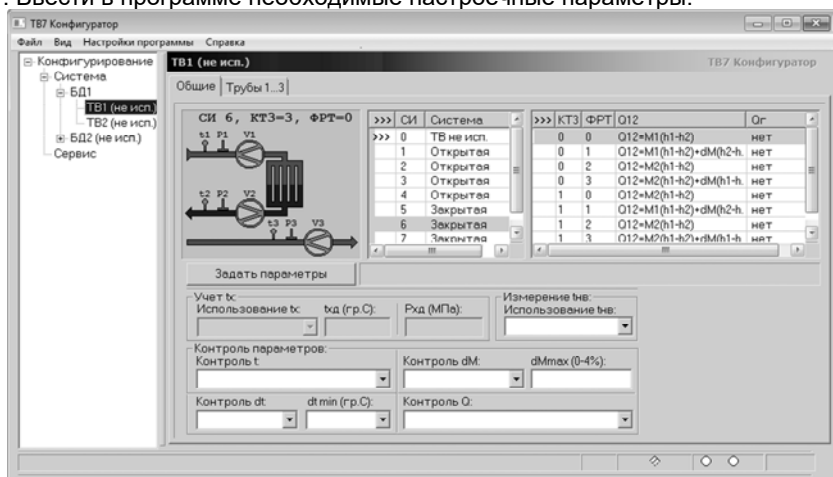 . Ввести в программе необходимые настроечные параметры.
ТВ7 Конфигуратор
Файл Вид Настройки программы Справка
Конфигурирование
Система
БД1
ТВ1 (не исп.)
ТВ2 (не исп.)
БД2 (не исп.)
Сервис
ТВ1 (не исп.) ТВ7 Конфигуратор
Общие Трубы 1...3
СИ 6, КТ3=3, ФРТ=0
t1 P1 V1
t2 P2 V2
t3 P3 V3
>>> СИ Система
>>> 0 ТВ не исп.
1 Открытая
2 Открытая
3 Открытая
4 Открытая
5 Закрытая
6 Закрытая
7 Закрытая
>>> КТ3 ФРТ Q12 Qг
0 0 Q12=M1(h1-h2) нет
0 1 Q12=M1(h1-h2)+dM(h2-h. нет
0 2 Q12=M2(h1-h2) нет
0 3 Q12=M2(h1-h2)+dM(h1-h. нет
1 0 Q12=M1(h1-h2) нет
1 1 Q12=M1(h1-h2)+dM(h2-h. нет
1 2 Q12=M2(h1-h2) нет
1 3 Q12=M2(h1-h2)+dM(h1-h. нет
Задать параметры
Учет tx:
Использование tx: txд (гр.С): Рхд (МПа):
Измерение tнв:
Использование tнв:
Контроль параметров:
Контроль t: Контроль dM: dMmax (0-4%):
Контроль dt: dt min (гр.С): Контроль Q: